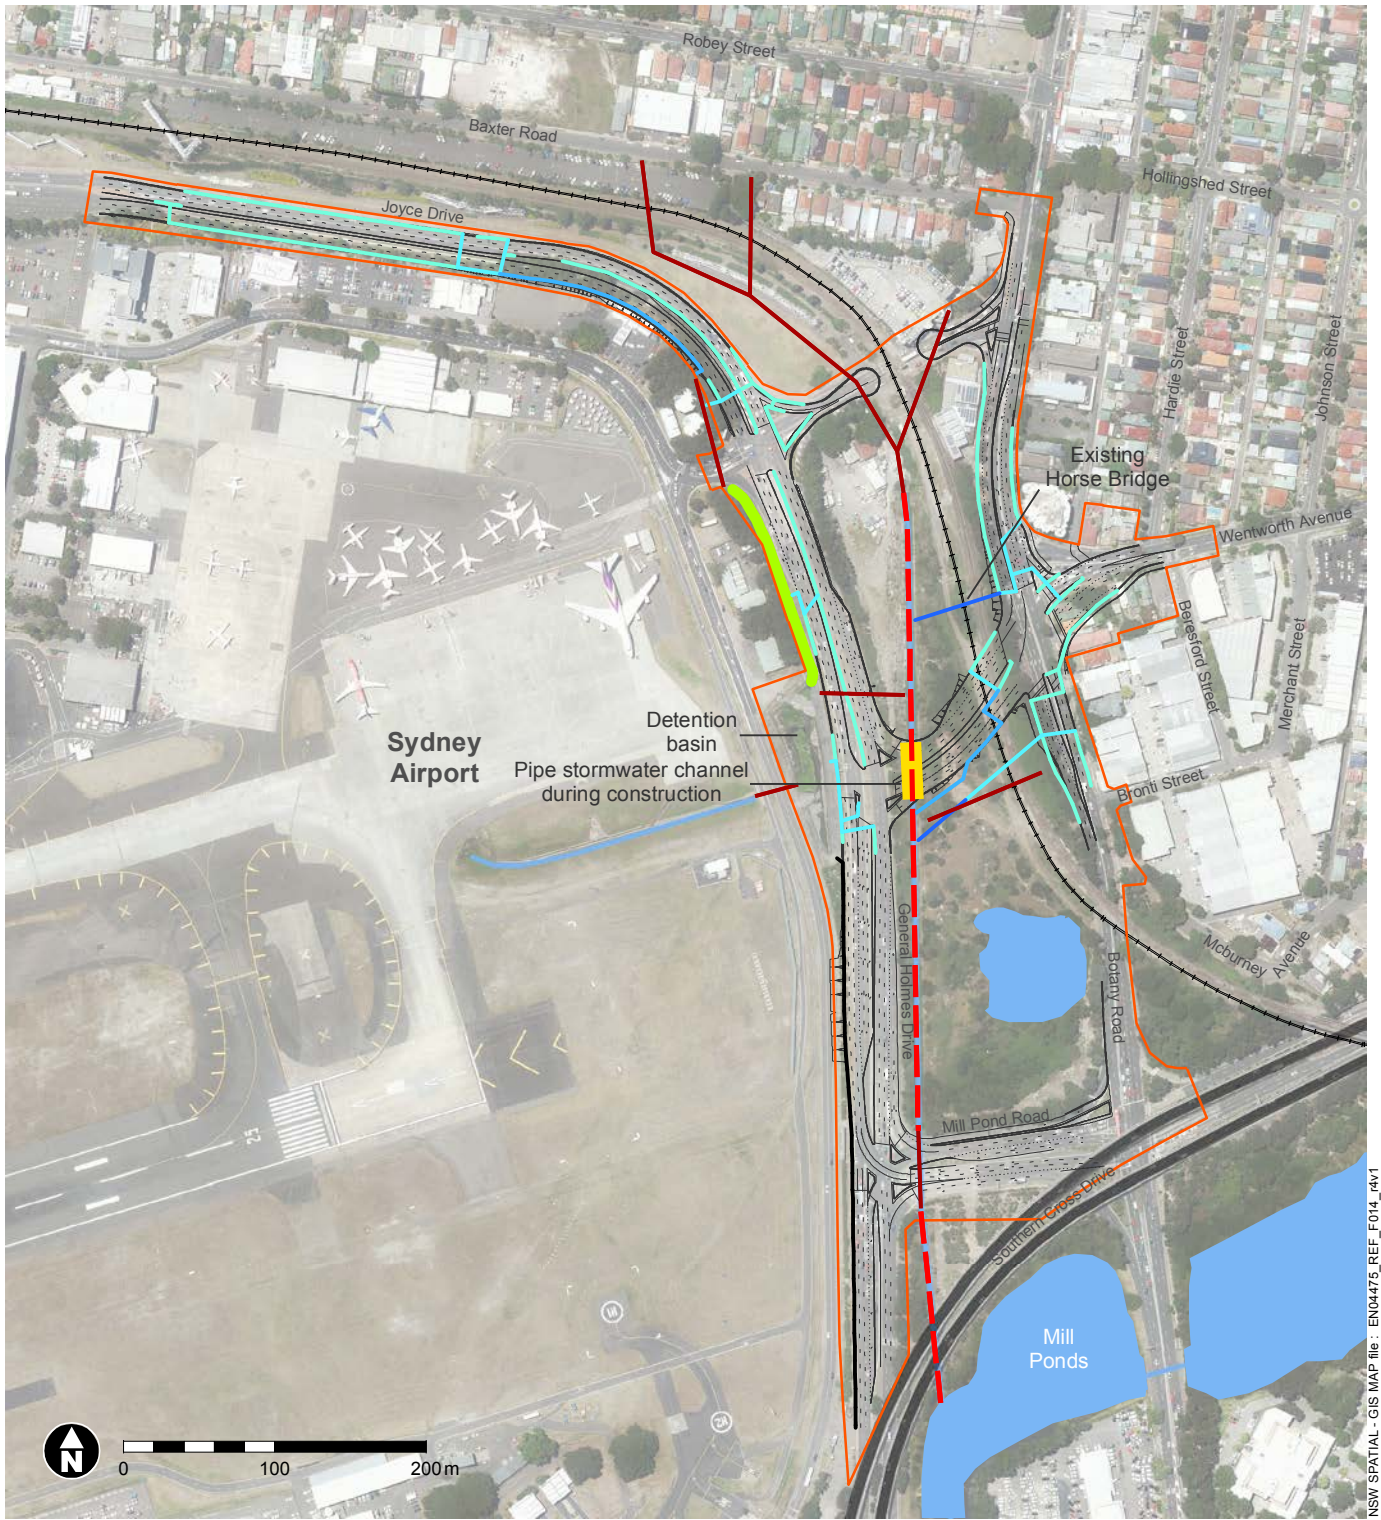 Robey Street
Baxter Road
Hollingshed Street
Joyce Drive
Hardie Street
Johnson Street
Existing
Horse Bridge
Wentworth Avenue
Beresford Street
Merchant Street
Detention
basin
Sydney
Airport
Pipe stormwater channel
during construction
Bronti Street
General Holmes Drive
Mcburney Avenue
Botany Road
25
Mill Pond Road
Southern Cross Drive
Mill
Ponds
N
0 100 200 m
NSW SPATIAL - GIS MAP file : EN04475_REF_F014_r4v1